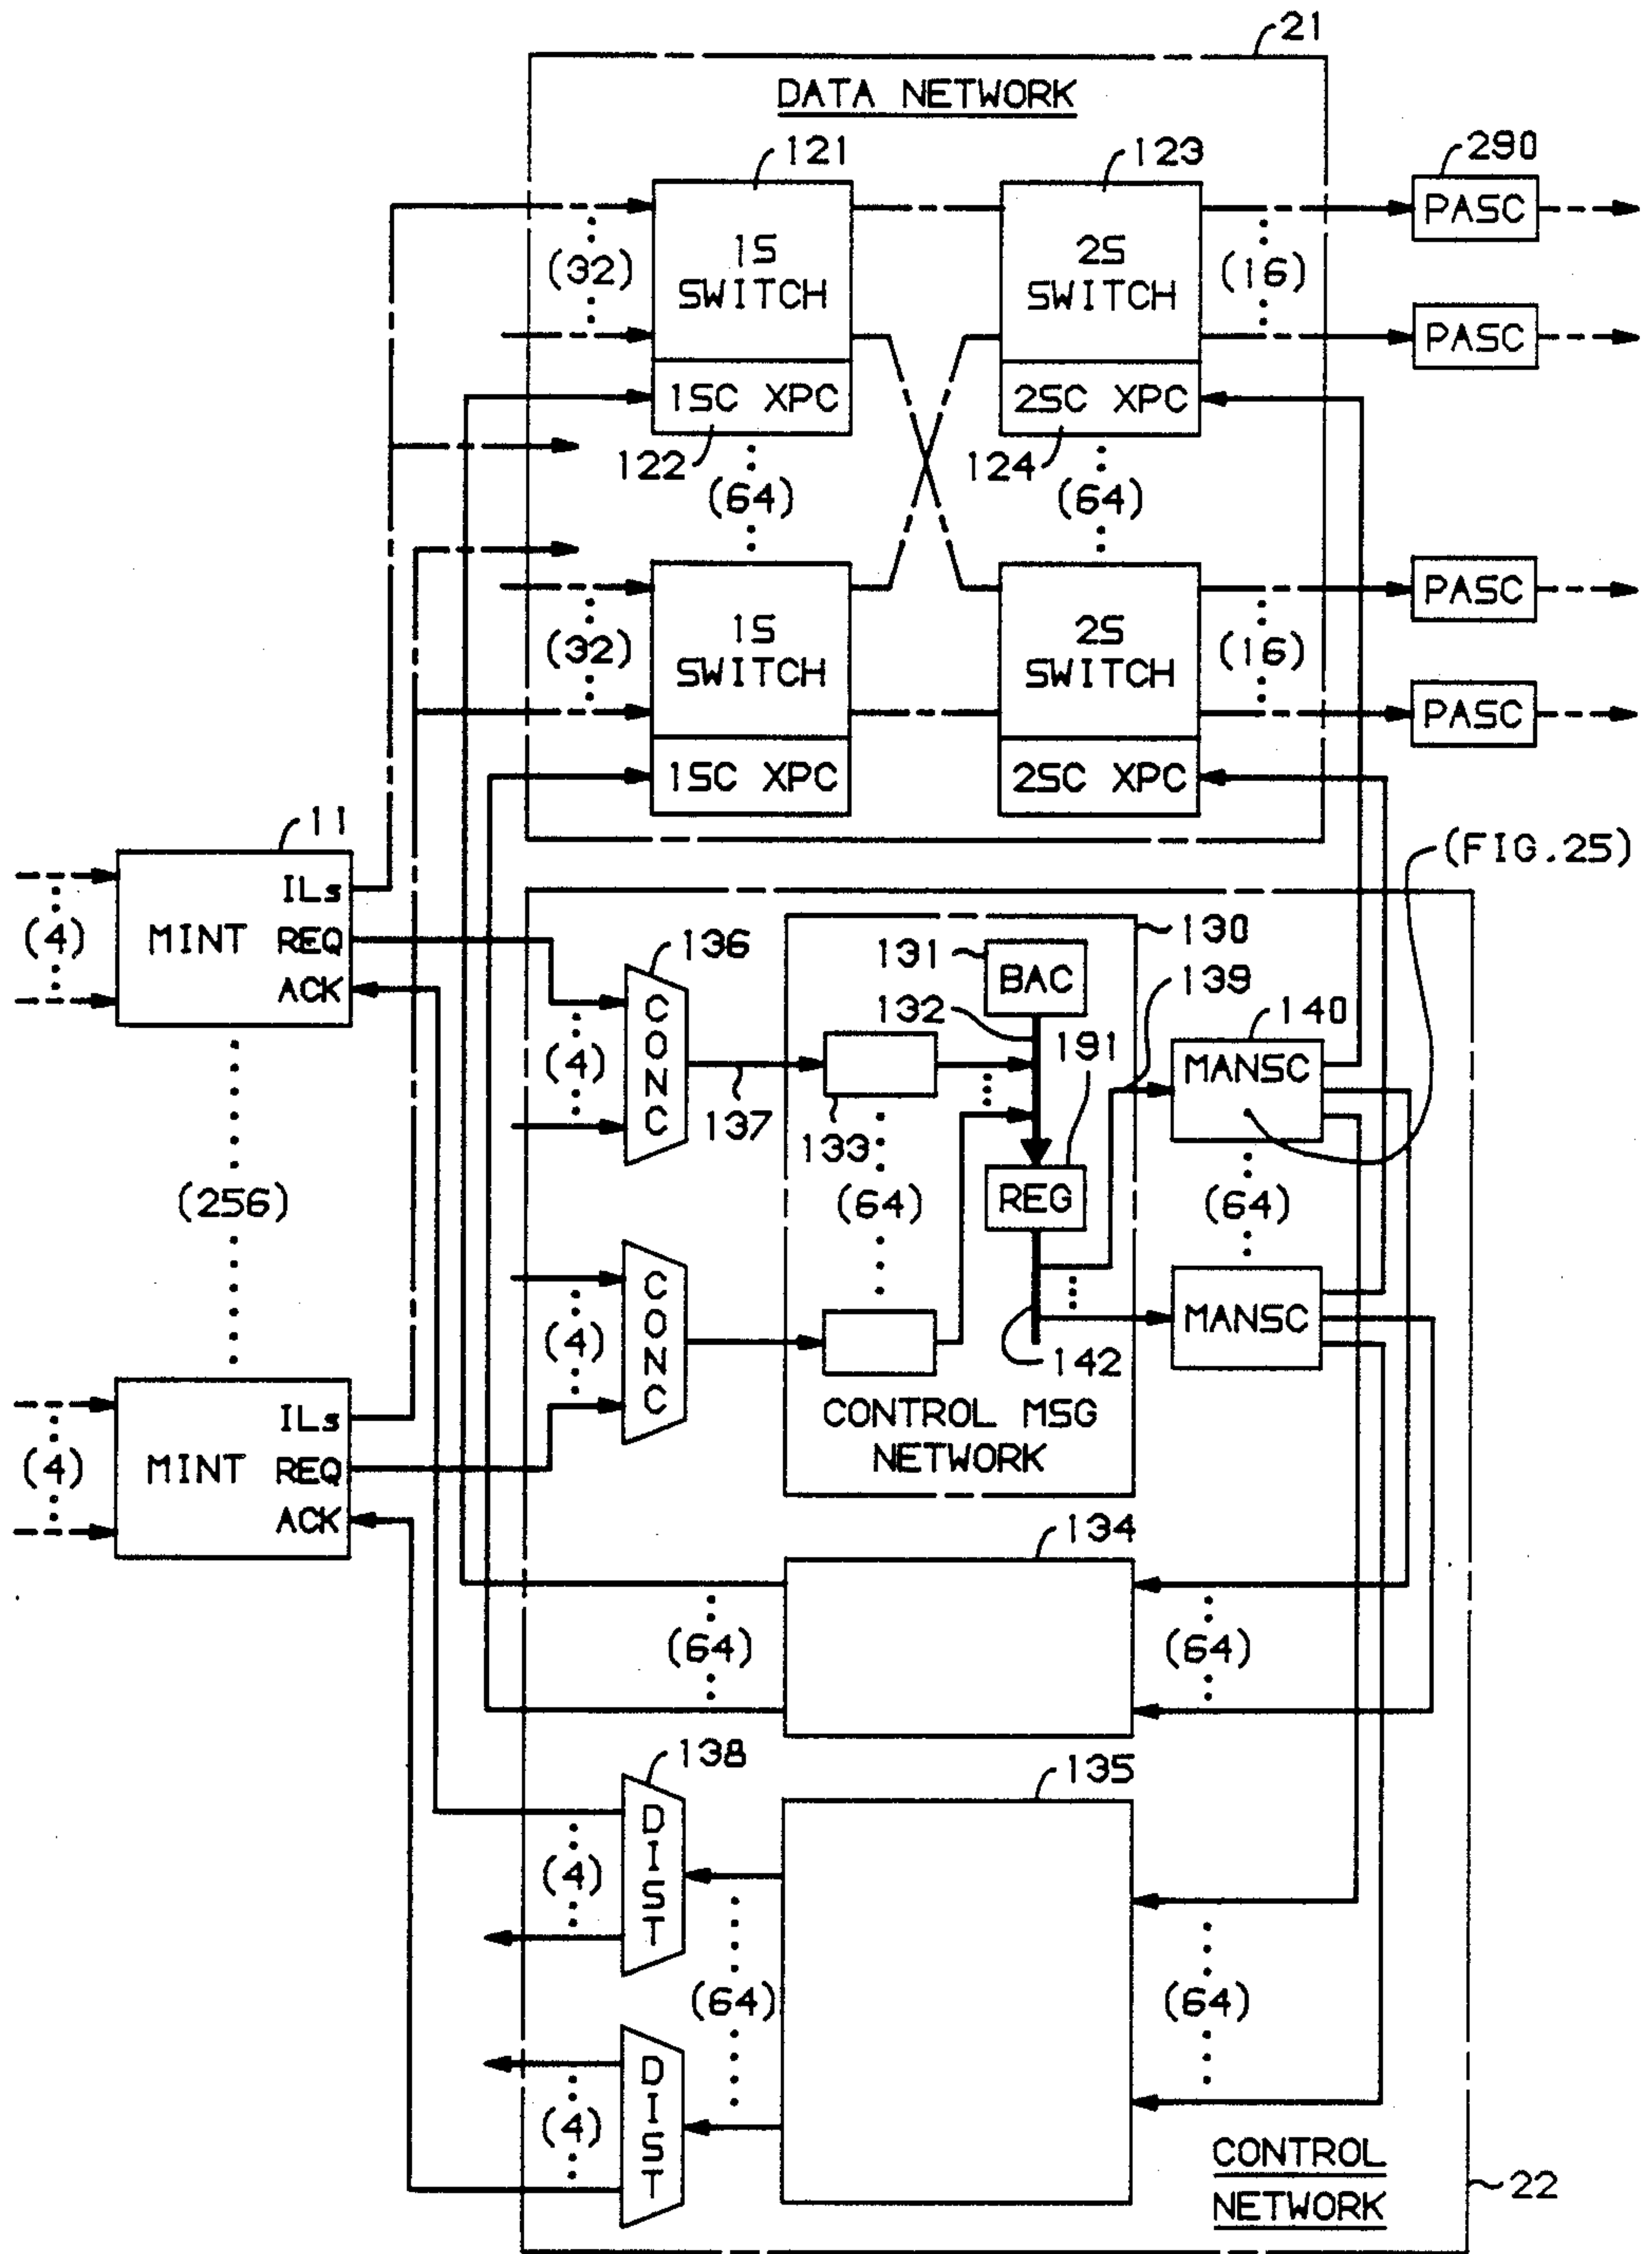 21
DATA NETWORK
121
123
290
1S
SWITCH
2S
SWITCH
PASC
(32)
(16)
PASC
1SC XPC
2SC XPC
122
124
(64)
(64)
1S
SWITCH
2S
SWITCH
PASC
(32)
(16)
PASC
1SC XPC
2SC XPC
11
(FIG.25)
(4)
MINT
ILs
REQ
ACK
136
CONC
(4)
137
133
130
131
BAC
132
139
191
140
MANSC
(256)
(64)
REG
(64)
CONC
(4)
MANSC
142
CONTROL MSG
NETWORK
(4)
MINT
ILs
REQ
ACK
134
(64)
(64)
138
135
DIST
(4)
(64)
(64)
DIST
(4)
CONTROL
NETWORK
22